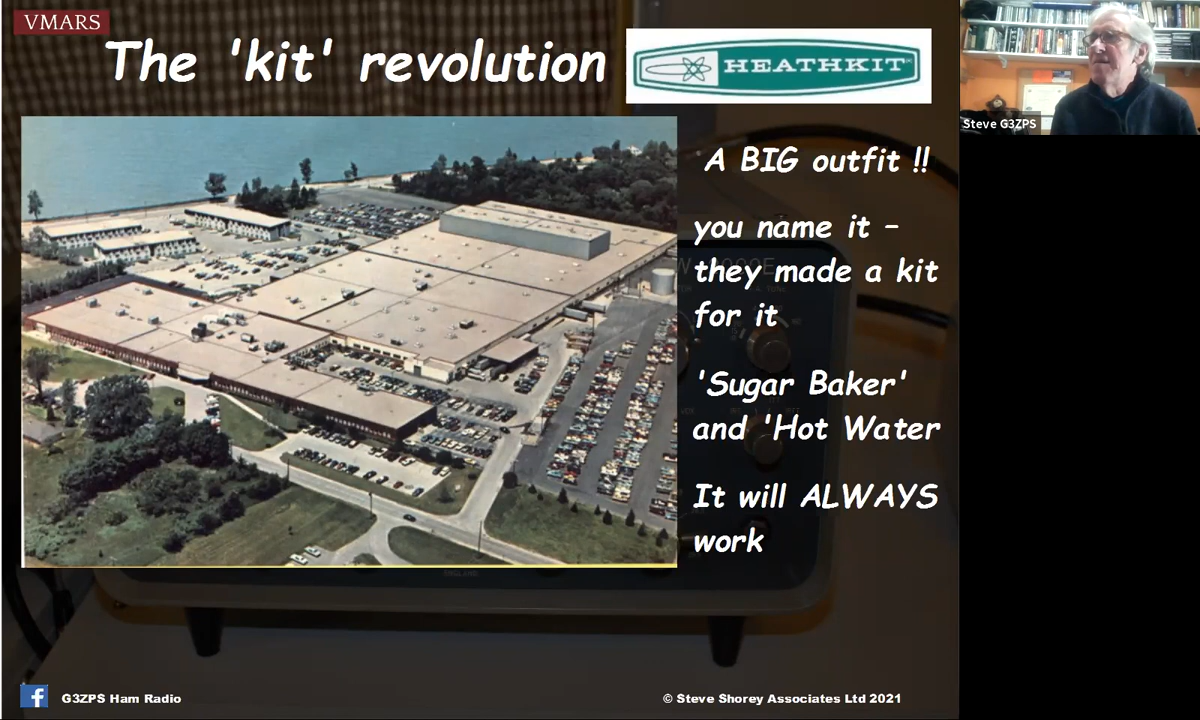 VMARS
The 'kit' revolution
HEATHKIT
Steve G3ZPS
A BIG outfit !!
you name it –
they made a kit
for it
'Sugar Baker'
and 'Hot Water
It will ALWAYS
work
ENGLAND
G3ZPS Ham Radio
© Steve Shorey Associates Ltd 2021